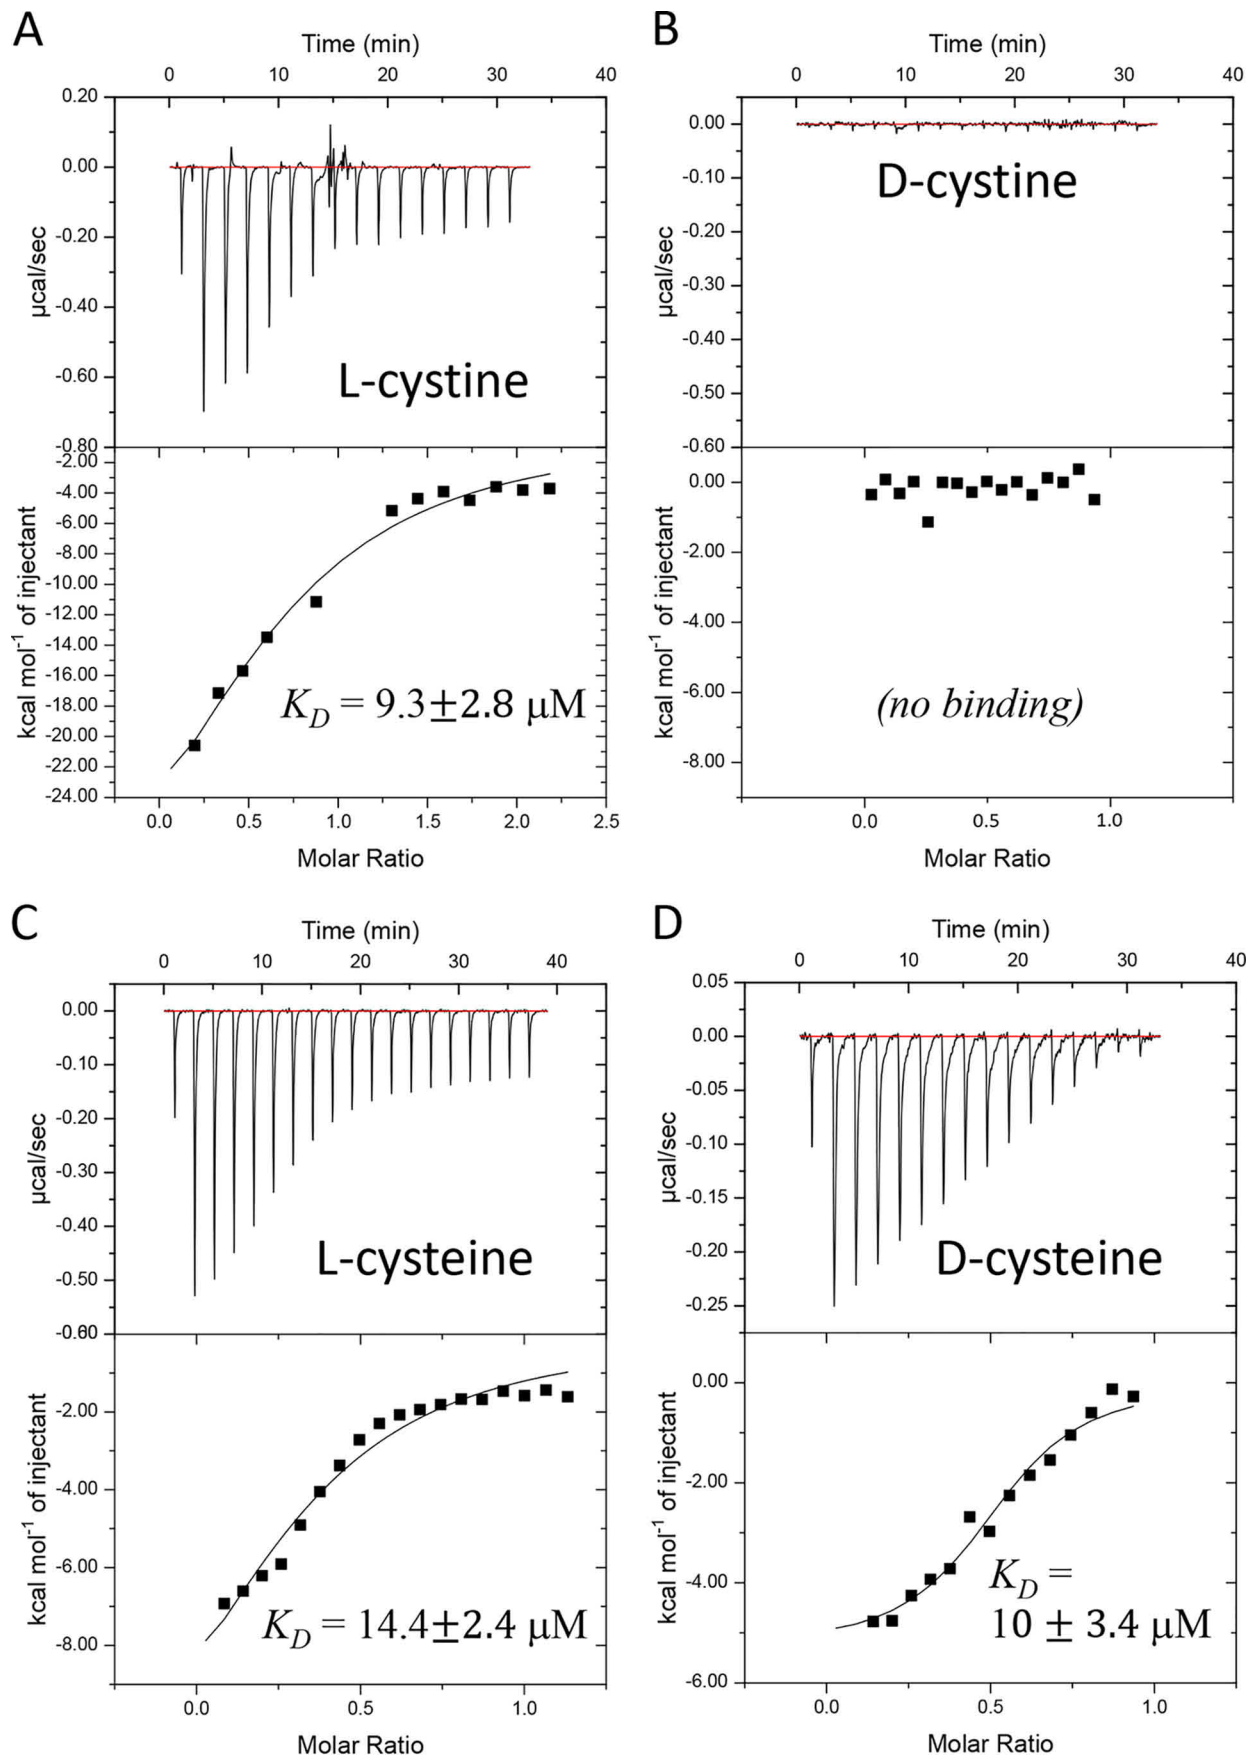 A
Time (min)
0 10 20 30 40
0.20
0.00
-0.20
-0.40
-0.60
-0.80
µcal/sec
L-cystine
-2.00
-4.00
-6.00
-8.00
-10.00
-12.00
-14.00
-16.00
-18.00
-20.00
-22.00
-24.00
kcal mol⁻¹ of injectant
K_D = 9.3±2.8 µM
0.0 0.5 1.0 1.5 2.0 2.5
Molar Ratio
B
Time (min)
0 10 20 30 40
0.00
-0.10
-0.20
-0.30
-0.40
-0.50
-0.60
µcal/sec
D-cystine
0.00
-2.00
-4.00
-6.00
-8.00
kcal mol⁻¹ of injectant
(no binding)
0.0 0.5 1.0
Molar Ratio
C
Time (min)
0 10 20 30 40
0.00
-0.10
-0.20
-0.30
-0.40
-0.50
-0.60
µcal/sec
L-cysteine
-2.00
-4.00
-6.00
-8.00
kcal mol⁻¹ of injectant
K_D = 14.4±2.4 µM
0.0 0.5 1.0
Molar Ratio
D
Time (min)
0 10 20 30 40
0.05
0.00
-0.05
-0.10
-0.15
-0.20
-0.25
µcal/sec
D-cysteine
0.00
-2.00
-4.00
-6.00
kcal mol⁻¹ of injectant
K_D =
10 ± 3.4 µM
0.0 0.5 1.0
Molar Ratio